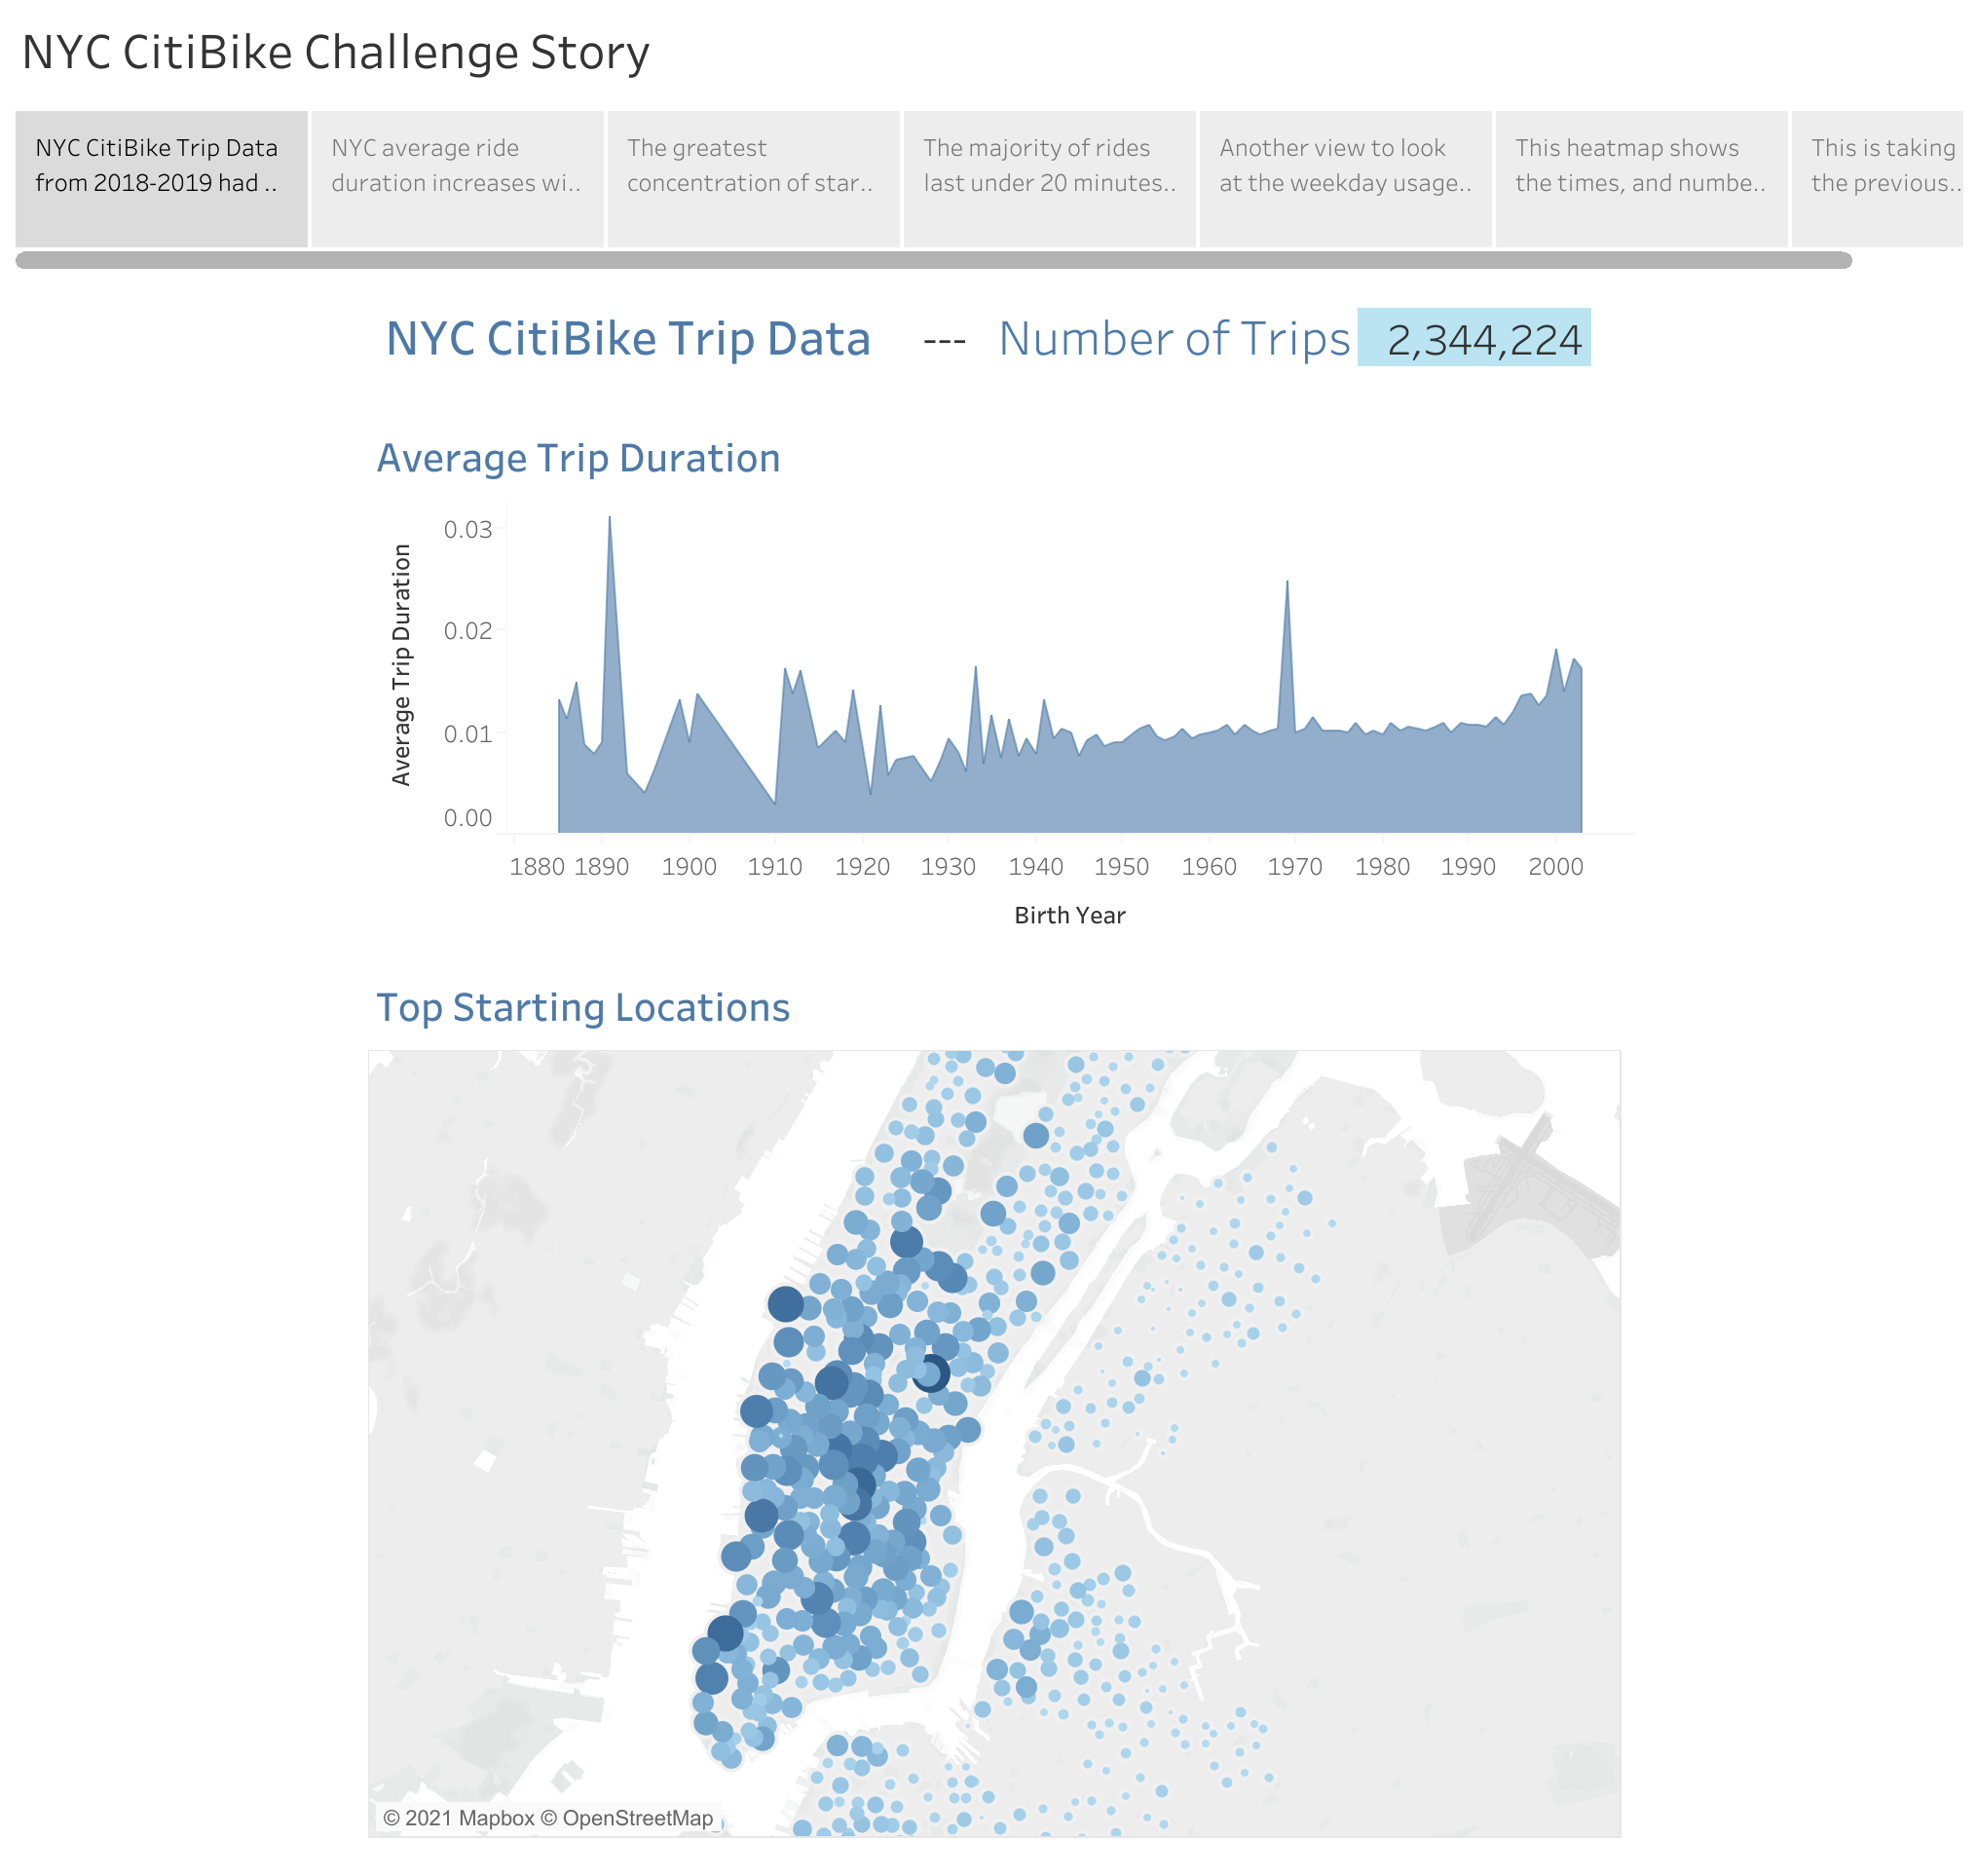 NYC CitiBike Challenge Story
NYC CitiBike Trip Data
from 2018-2019 had ..
NYC average ride
duration increases wi..
The greatest
concentration of star..
The majority of rides
last under 20 minutes..
Another view to look
at the weekday usage..
This heatmap shows
the times, and numbe..
This is taking
the previous..
NYC CitiBike Trip Data --- Number of Trips 2,344,224
Average Trip Duration
Average Trip Duration
0.03
0.02
0.01
0.00
1880 1890 1900 1910 1920 1930 1940 1950 1960 1970 1980 1990 2000
Birth Year
Top Starting Locations
© 2021 Mapbox © OpenStreetMap